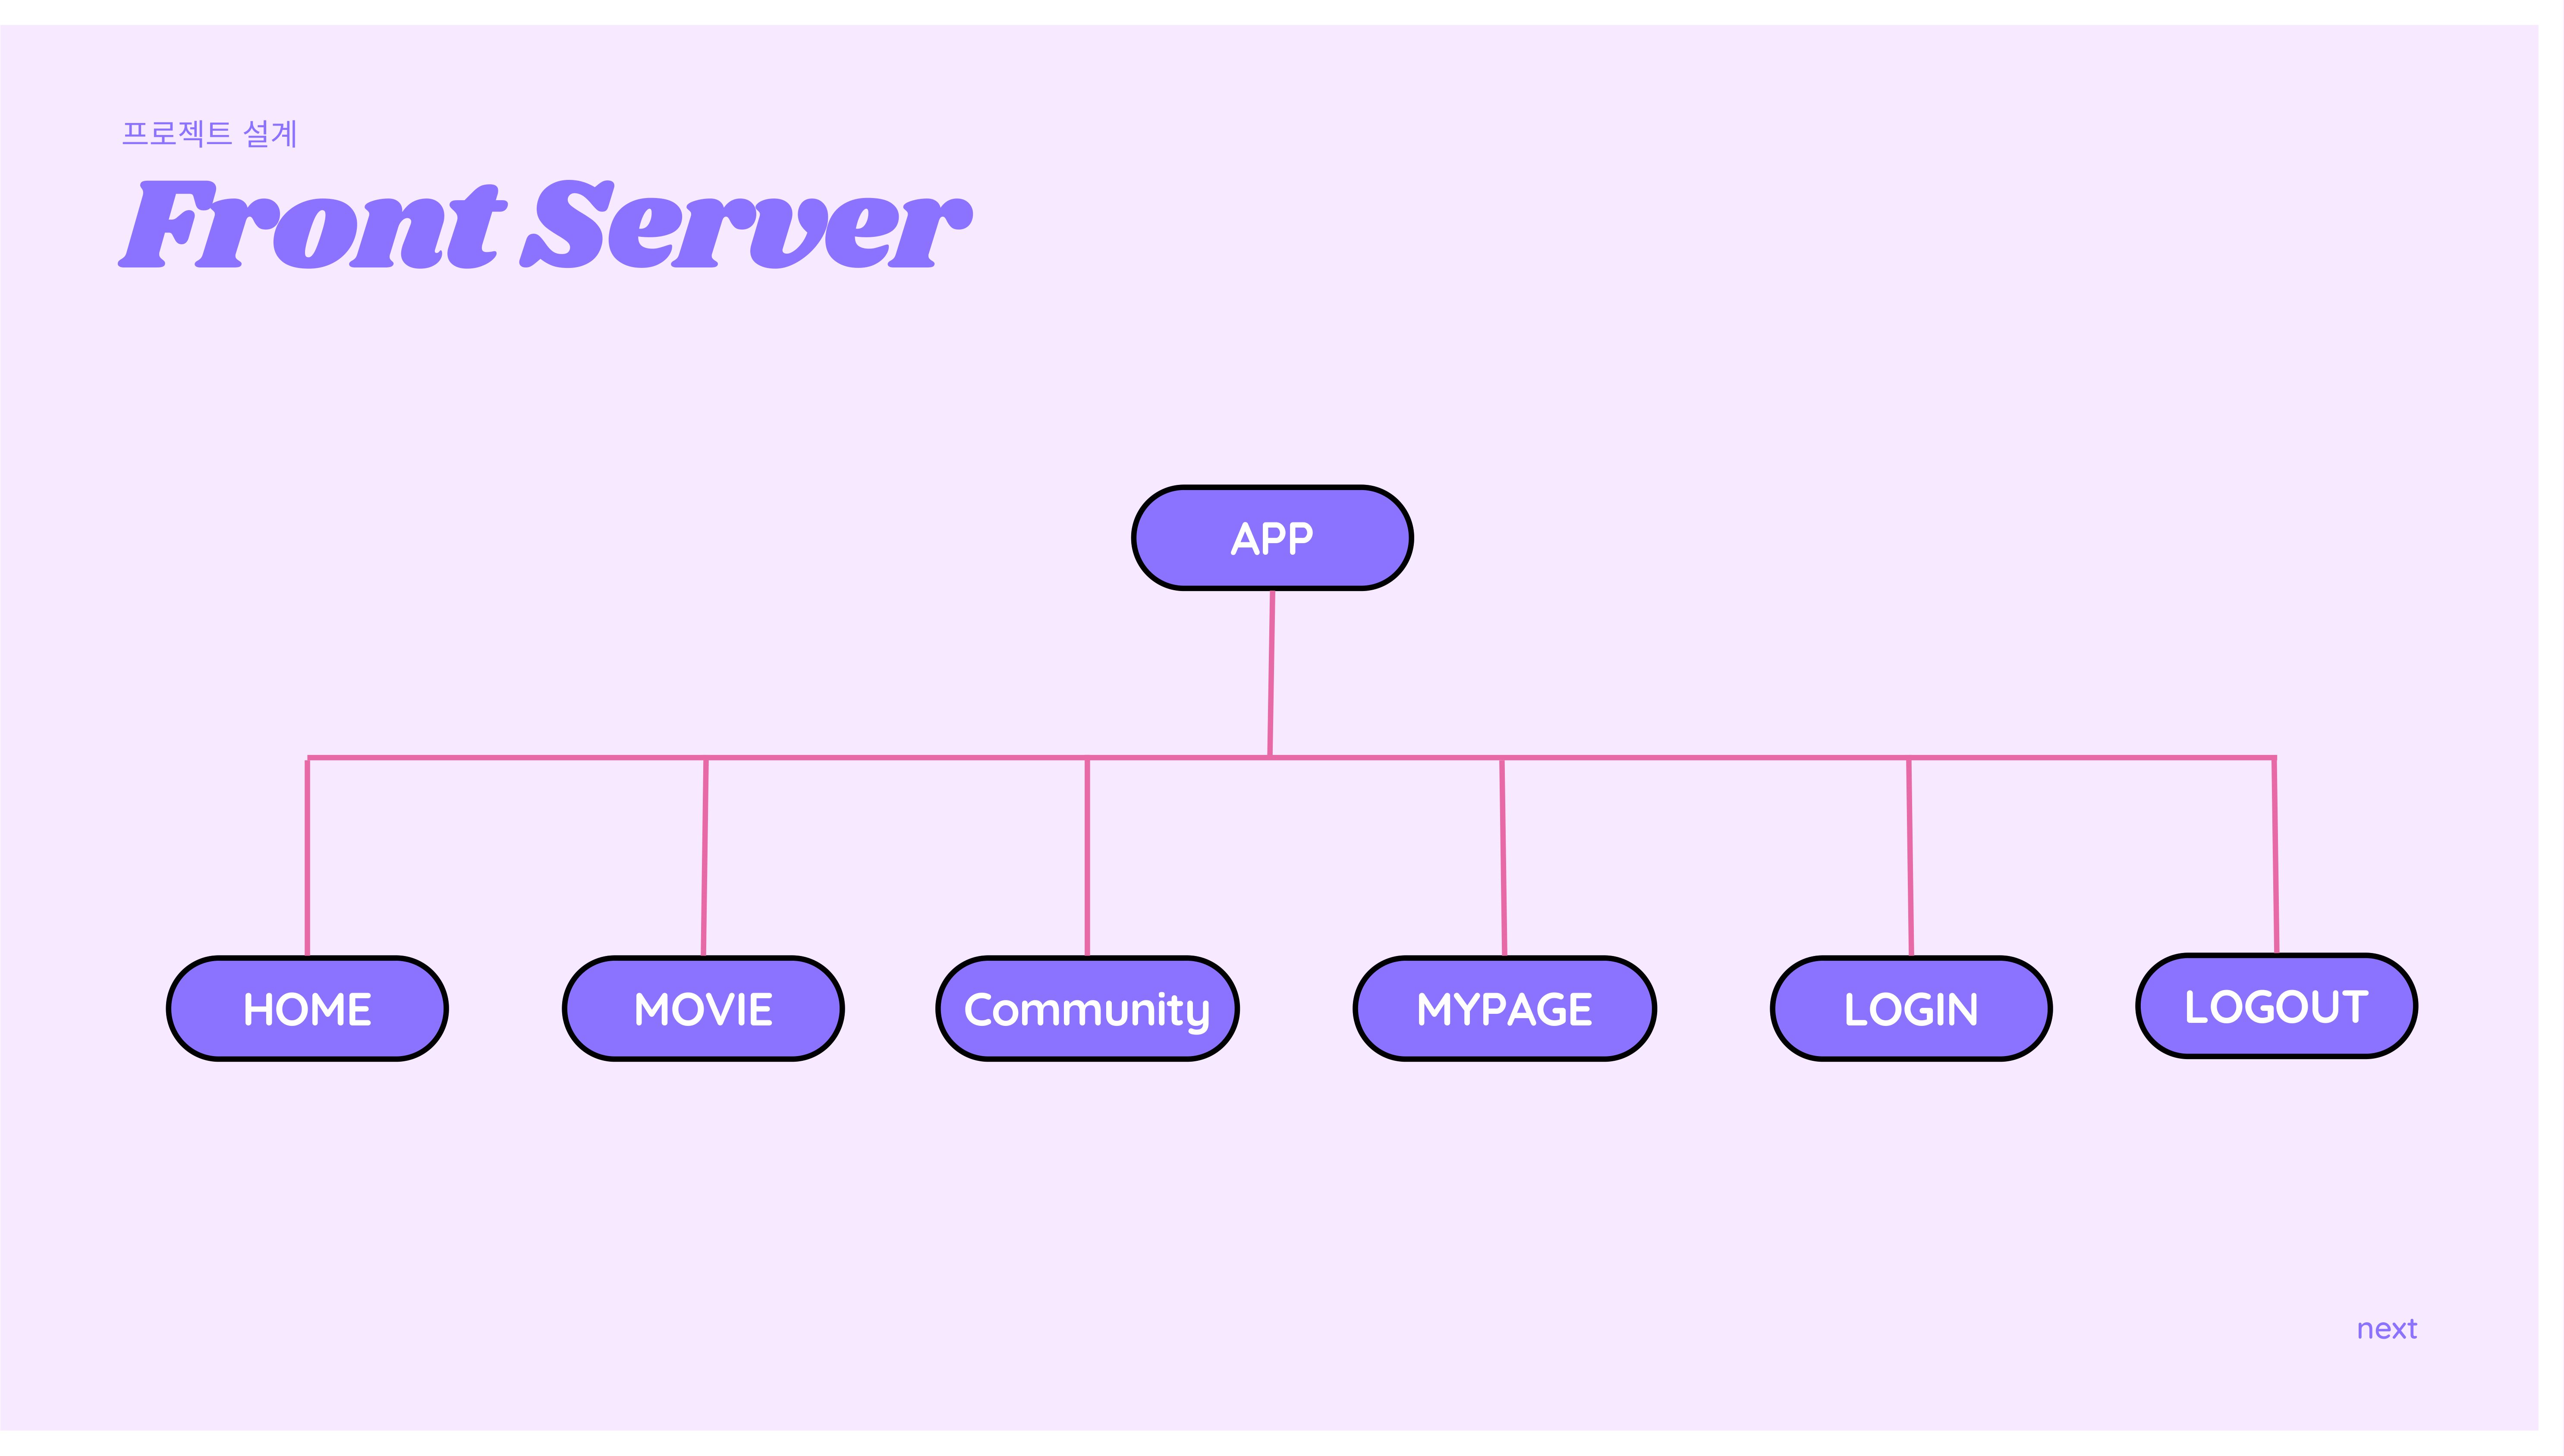 프로젝트 설계
Front Server
APP
HOME
MOVIE
Community
MYPAGE
LOGIN
LOGOUT
next